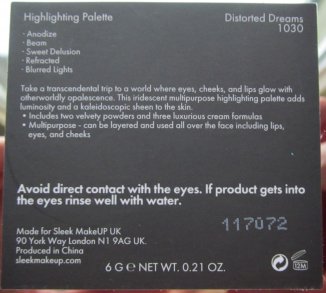 Highlighting Palette
Distorted Dreams
1030
· Anodize
· Beam
· Sweet Delusion
· Refracted
· Blurred Lights
Take a transcendental trip to a world where eyes, cheeks, and lips glow with
otherworldly opalescence. This iridescent multipurpose highlighting palette adds
luminosity and a kaleidoscopic sheen to the skin.
• Includes two velvety powders and three luxurious cream formulas
• Multipurpose - can be layered and used all over the face including lips,
eyes, and cheeks
Avoid direct contact with the eyes. If product gets into
the eyes rinse well with water.
117072
Made for Sleek MakeUP UK
90 York Way London N1 9AG UK.
Produced in China
sleekmakeup.com
6 G ℮ NET WT. 0.21 OZ.
12M